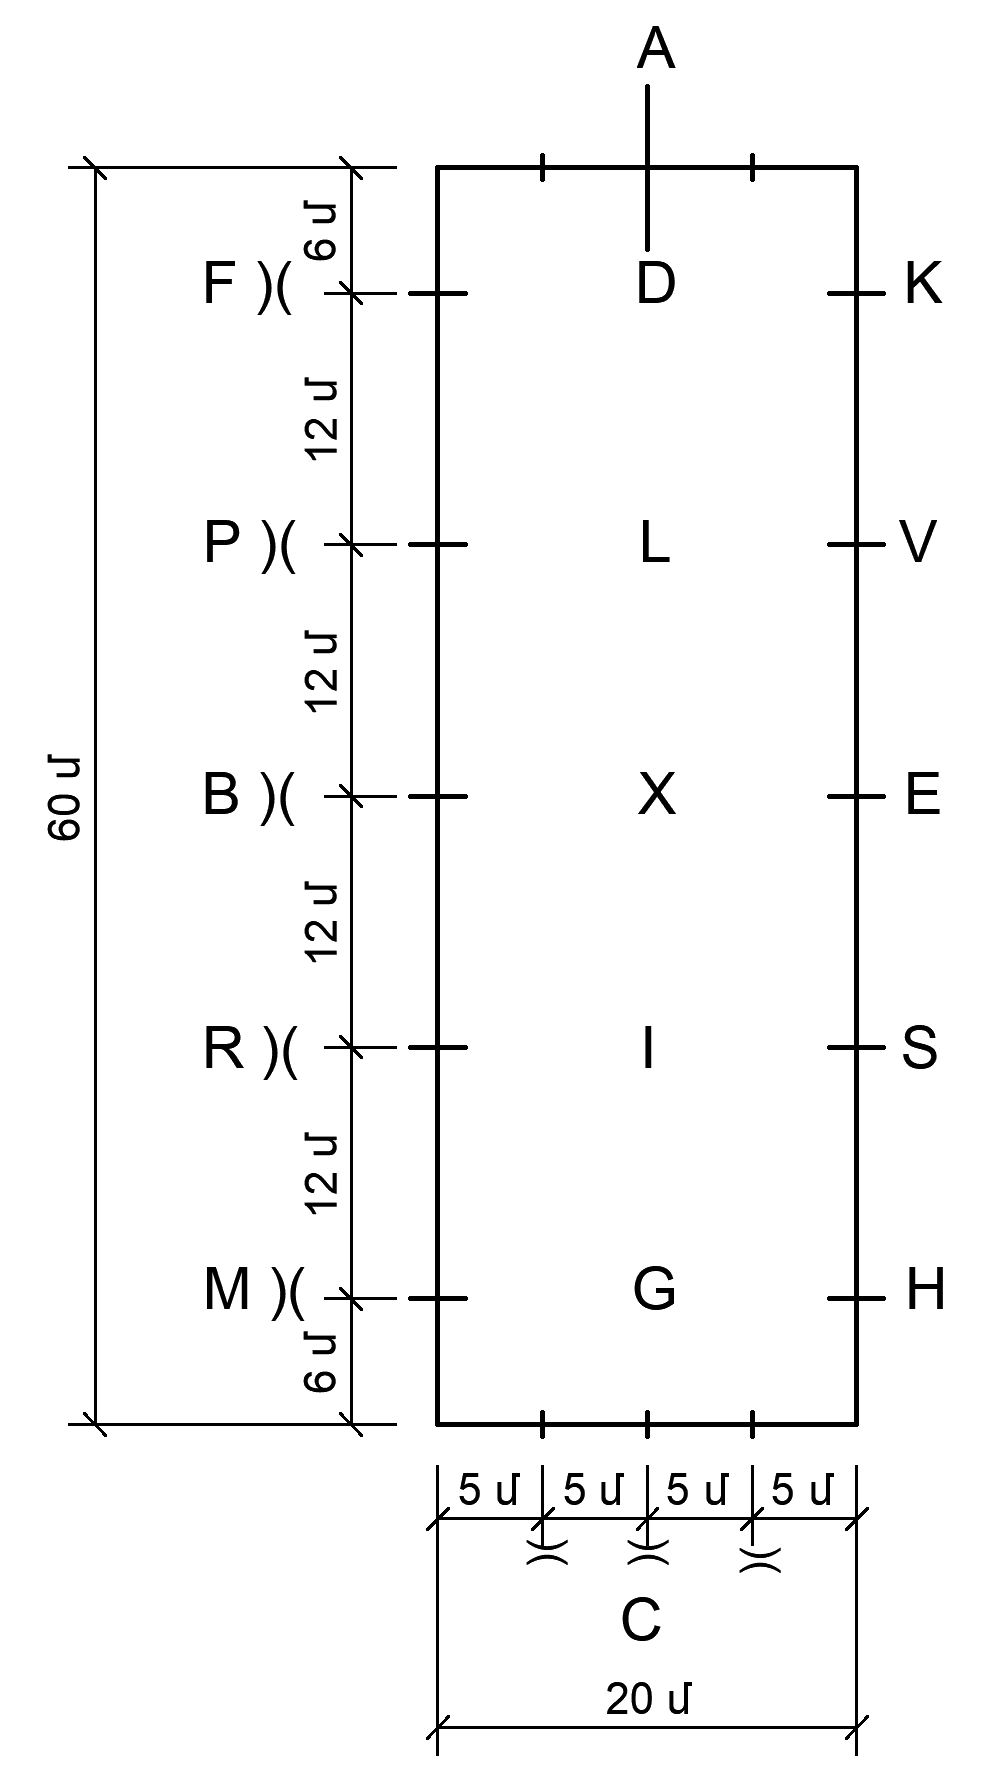 A
6 մ
F )( D K
12 մ
P )( L V
12 մ
60 մ
B )( X E
12 մ
R )( I S
12 մ
M )( G H
6 մ
5 մ 5 մ 5 մ 5 մ
)( )( )(
C
20 մ